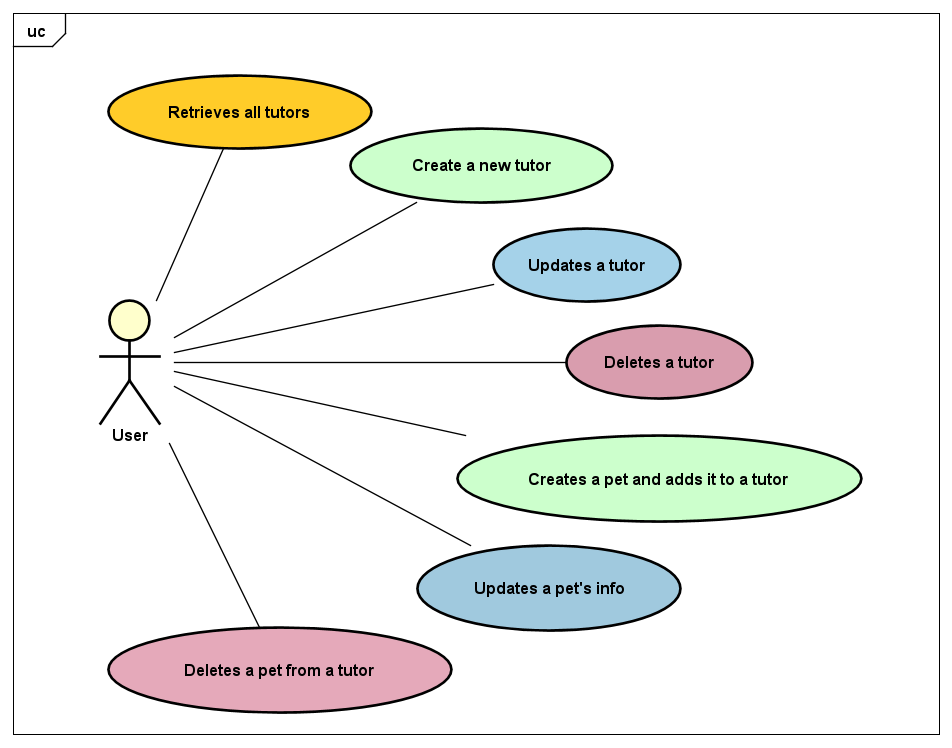 uc
Retrieves all tutors
Create a new tutor
Updates a tutor
Deletes a tutor
User
Creates a pet and adds it to a tutor
Updates a pet's info
Deletes a pet from a tutor